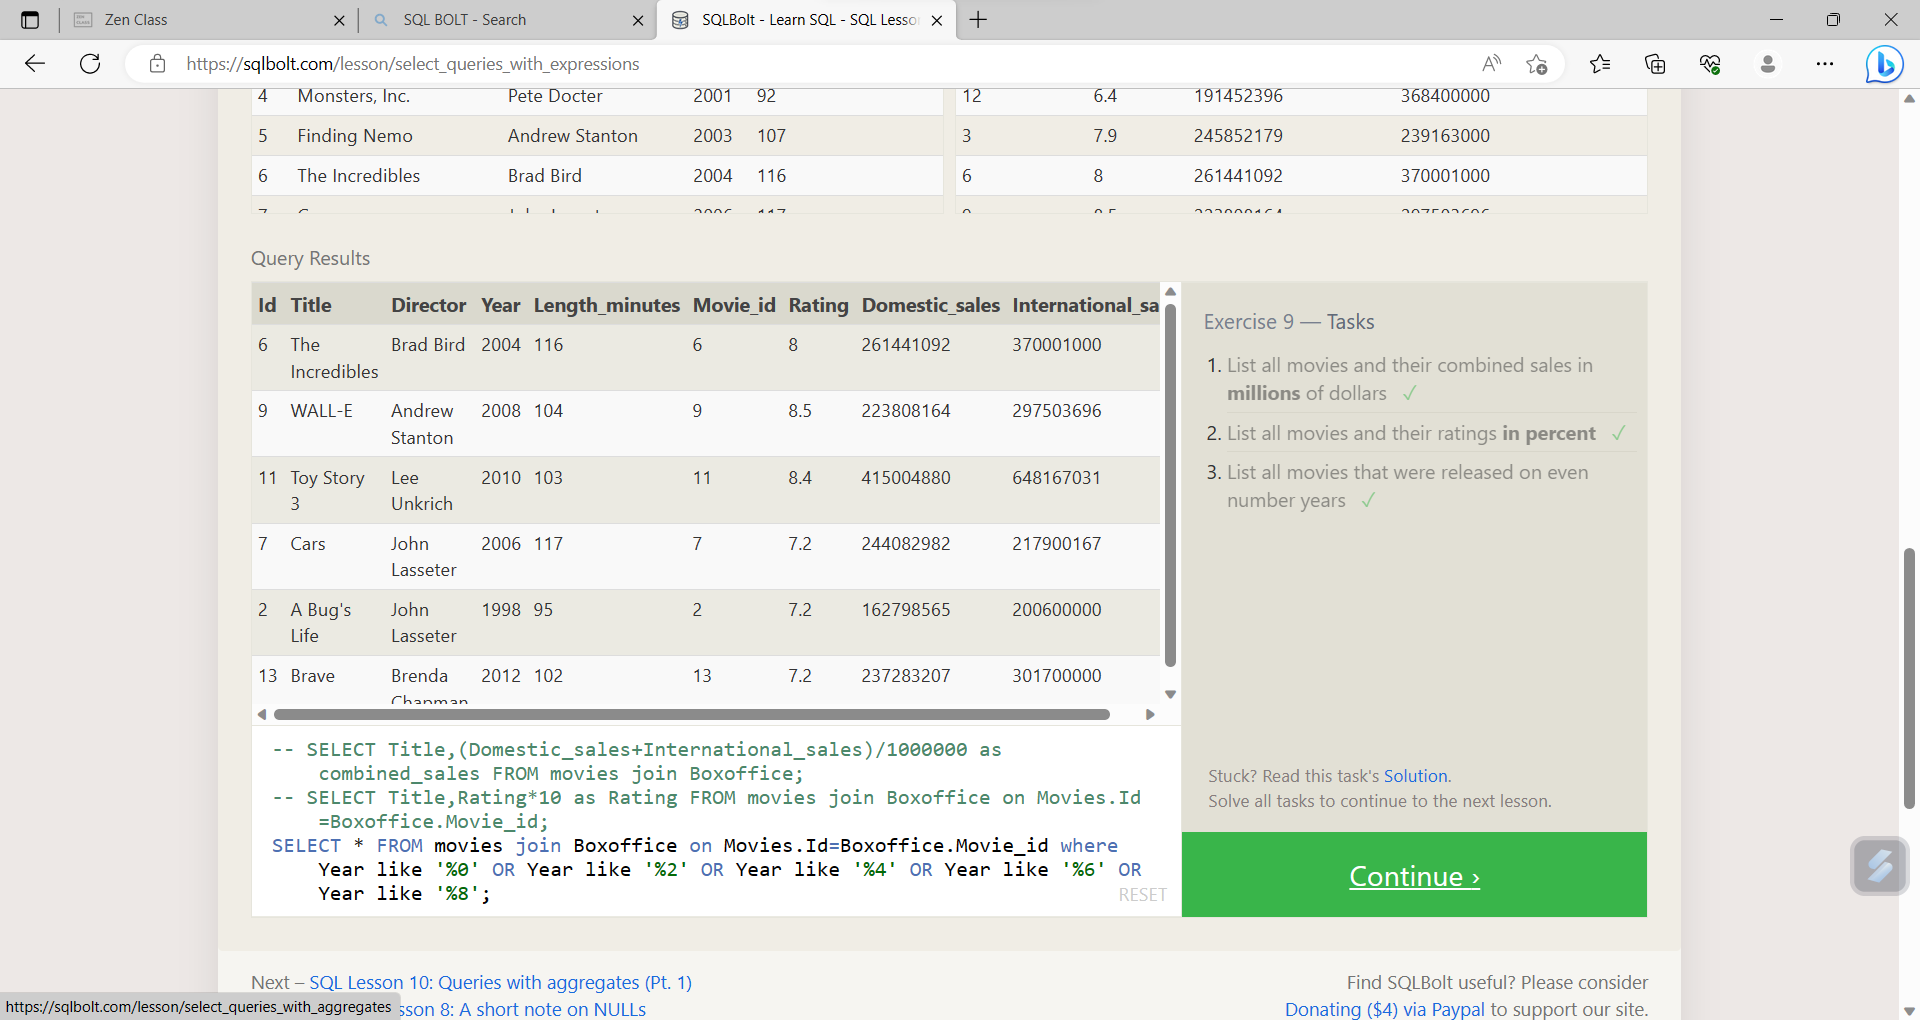 Zen Class
SQL BOLT - Search
SQLBolt - Learn SQL - SQL Lesso
https://sqlbolt.com/lesson/select_queries_with_expressions
4 Monsters, Inc. Pete Docter 2001 92
12 6.4 191452396 368400000
5 Finding Nemo Andrew Stanton 2003 107
3 7.9 245852179 239163000
6 The Incredibles Brad Bird 2004 116
6 8 261441092 370001000
Query Results
Id Title Director Year Length_minutes Movie_id Rating Domestic_sales International_sa
6 The Incredibles Brad Bird 2004 116 6 8 261441092 370001000
9 WALL-E Andrew Stanton 2008 104 9 8.5 223808164 297503696
11 Toy Story 3 Lee Unkrich 2010 103 11 8.4 415004880 648167031
7 Cars John Lasseter 2006 117 7 7.2 244082982 217900167
2 A Bug's Life John Lasseter 1998 95 2 7.2 162798565 200600000
13 Brave Brenda Chapman 2012 102 13 7.2 237283207 301700000
Exercise 9 — Tasks
1. List all movies and their combined sales in
millions of dollars ✓
2. List all movies and their ratings in percent ✓
3. List all movies that were released on even
number years ✓
-- SELECT Title,(Domestic_sales+International_sales)/1000000 as
combined_sales FROM movies join Boxoffice;
-- SELECT Title,Rating*10 as Rating FROM movies join Boxoffice on Movies.Id
=Boxoffice.Movie_id;
SELECT * FROM movies join Boxoffice on Movies.Id=Boxoffice.Movie_id where
Year like '%0' OR Year like '%2' OR Year like '%4' OR Year like '%6' OR
Year like '%8';
RESET
Stuck? Read this task's Solution.
Solve all tasks to continue to the next lesson.
Continue ›
Next – SQL Lesson 10: Queries with aggregates (Pt. 1)
sson 8: A short note on NULLs
Find SQLBolt useful? Please consider
Donating ($4) via Paypal to support our site.
https://sqlbolt.com/lesson/select_queries_with_aggregates